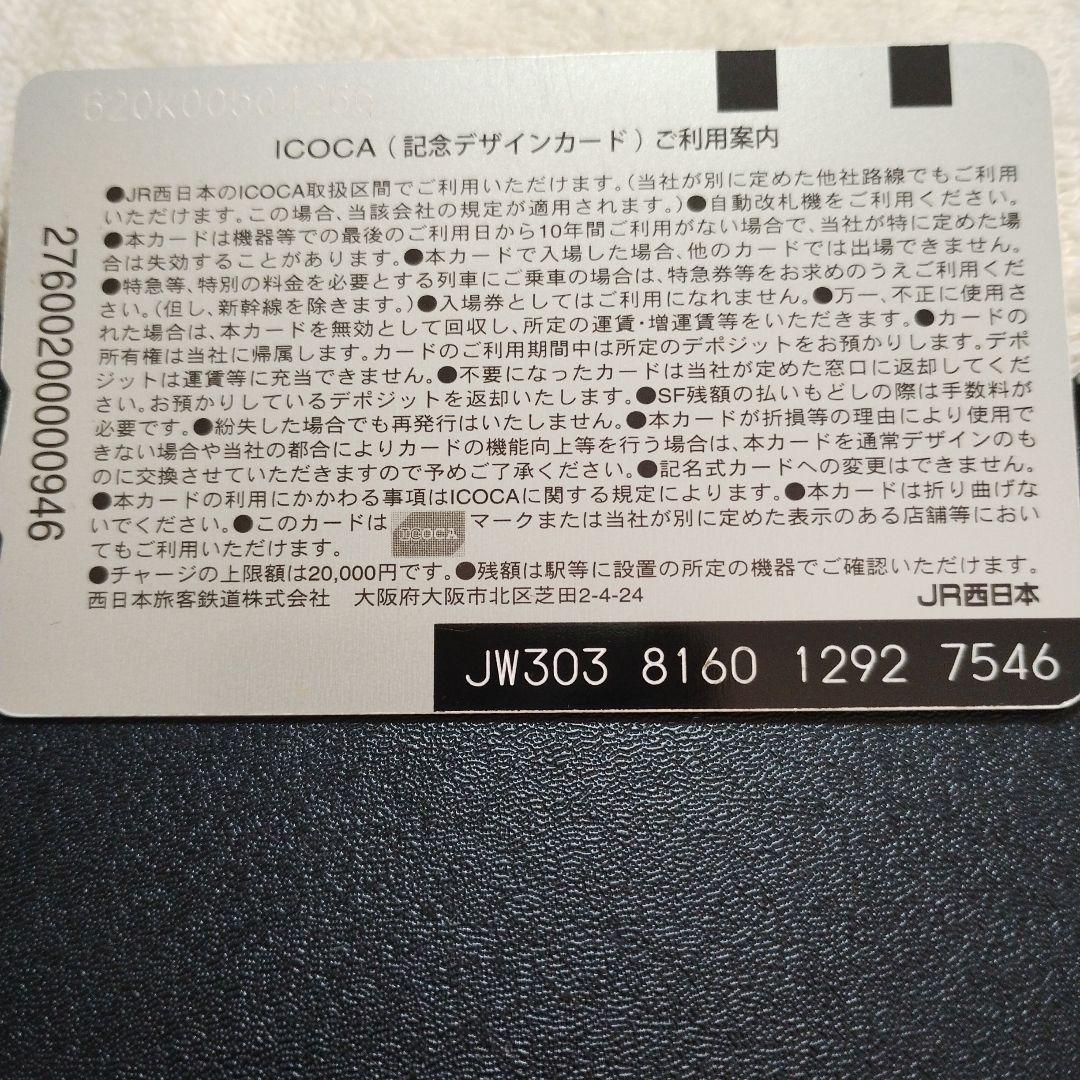 620K00504266
ICOCA（記念デザインカード）ご利用案内
●JR西日本のICOCA取扱区間でご利用いただけます。（当社が別に定めた他社路線でもご利用
いただけます。この場合、当該会社の規定が適用されます。）●自動改札機をご利用ください。
●本カードは機器等での最後のご利用日から10年間ご利用がない場合で、当社が特に定めた場
合は失効することがあります。●本カードで入場した場合、他のカードでは出場できません。
●特急等、特別の料金を必要とする列車にご乗車の場合は、特急券等をお求めのうえご利用くだ
さい。（但し、新幹線を除きます。）●入場券としてはご利用になれません。●万一、不正に使用さ
れた場合は、本カードを無効として回収し、所定の運賃・増運賃等をいただきます。●カードの
所有権は当社に帰属します。カードのご利用期間中は所定のデポジットをお預かりします。デポ
ジットは運賃等に充当できません。●不要になったカードは当社が定めた窓口に返却してくだ
さい。お預かりしているデポジットを返却いたします。●SF残額の払いもどしの際は手数料が
必要です。●紛失した場合でも再発行はいたしません。●本カードが折損等の理由により使用で
きない場合や当社の都合によりカードの機能向上等を行う場合は、本カードを通常デザインのも
のに交換させていただきますので予めご了承ください。●記名式カードへの変更はできません。
●本カードの利用にかかわる事項はICOCAに関する規定によります。●本カードは折り曲げな
いでください。●このカードは ICOCA マークまたは当社が別に定めた表示のある店舗等におい
てもご利用いただけます。
●チャージの上限額は20,000円です。●残額は駅等に設置の所定の機器でご確認いただけます。
西日本旅客鉄道株式会社 大阪府大阪市北区芝田2-4-24 JR西日本
JW303 8160 1292 7546
2760020000946